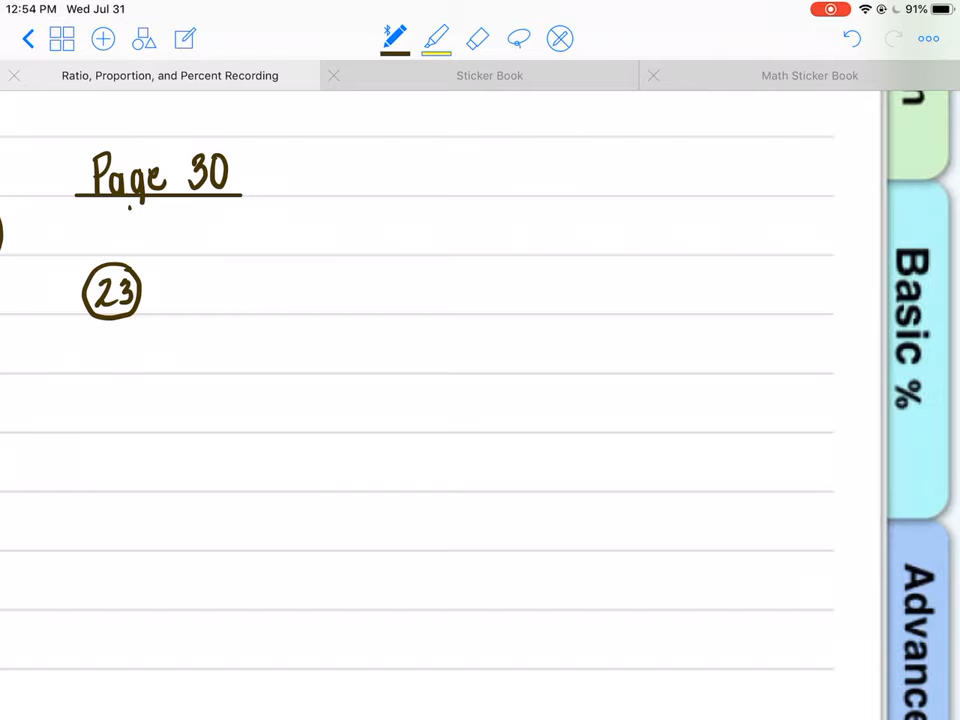 12:54 PM Wed Jul 31
91%
Ratio, Proportion, and Percent Recording
Sticker Book
Math Sticker Book
Page 30
23
Basic %